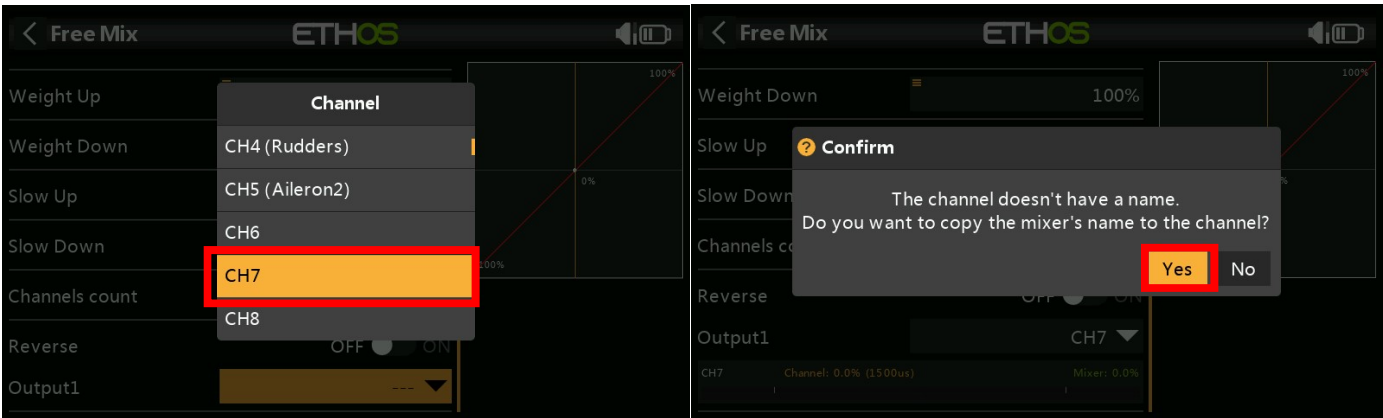 Free Mix
ETHOS
Weight Up
100%
Channel
Weight Down
CH4 (Rudders)
CH5 (Aileron2)
0%
Slow Up
CH6
Slow Down
CH7
100%
Channels count
CH8
Reverse
OFF ON
Output1
---
Free Mix
ETHOS
100%
Weight Down
100%
Slow Up
? Confirm
%
Slow Down
The channel doesn't have a name.
Do you want to copy the mixer's name to the channel?
Channels co
Yes
No
Reverse
OFF ON
Output1
CH7
CH7
Channel: 0.0% (1500us)
Mixer: 0.0%